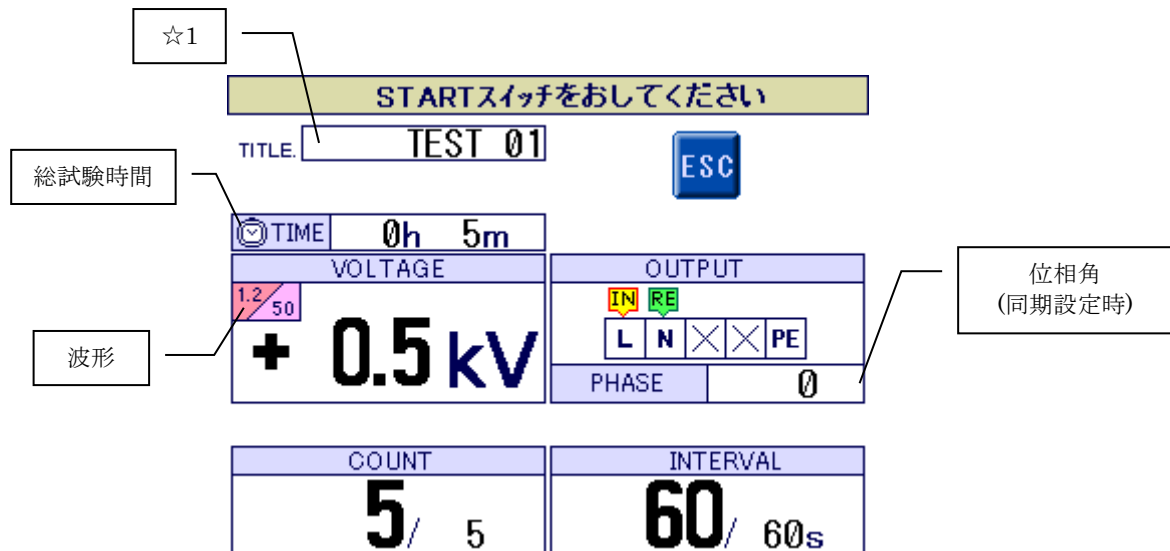 ☆1
STARTスイッチをおしてください
TITLE. TEST 01
ESC
総試験時間
TIME 0h 5m
VOLTAGE
1.2/50
+ 0.5 kV
波形
OUTPUT
IN RE
L N PE
PHASE 0
位相角
(同期設定時)
COUNT
5/ 5
INTERVAL
60/ 60s